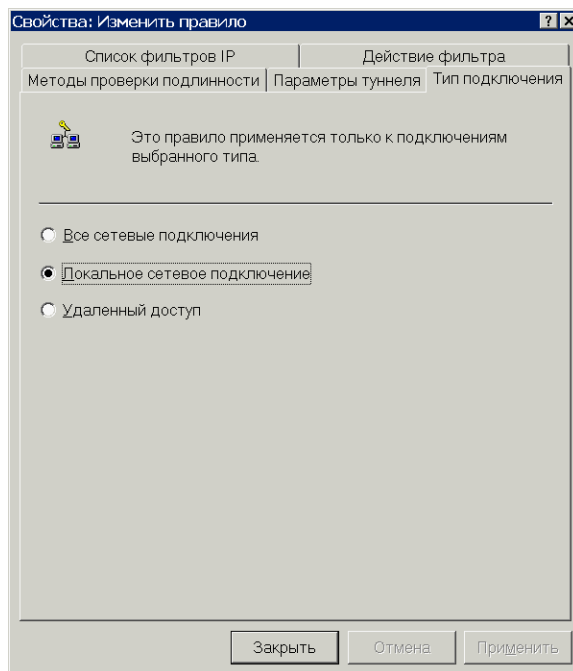 Свойства: Изменить правило
Список фильтров IP
Действие фильтра
Методы проверки подлинности
Параметры туннеля
Тип подключения
Это правило применяется только к подключениям
выбранного типа.
Все сетевые подключения
Локальное сетевое подключение
Удаленный доступ
Закрыть
Отмена
Применить